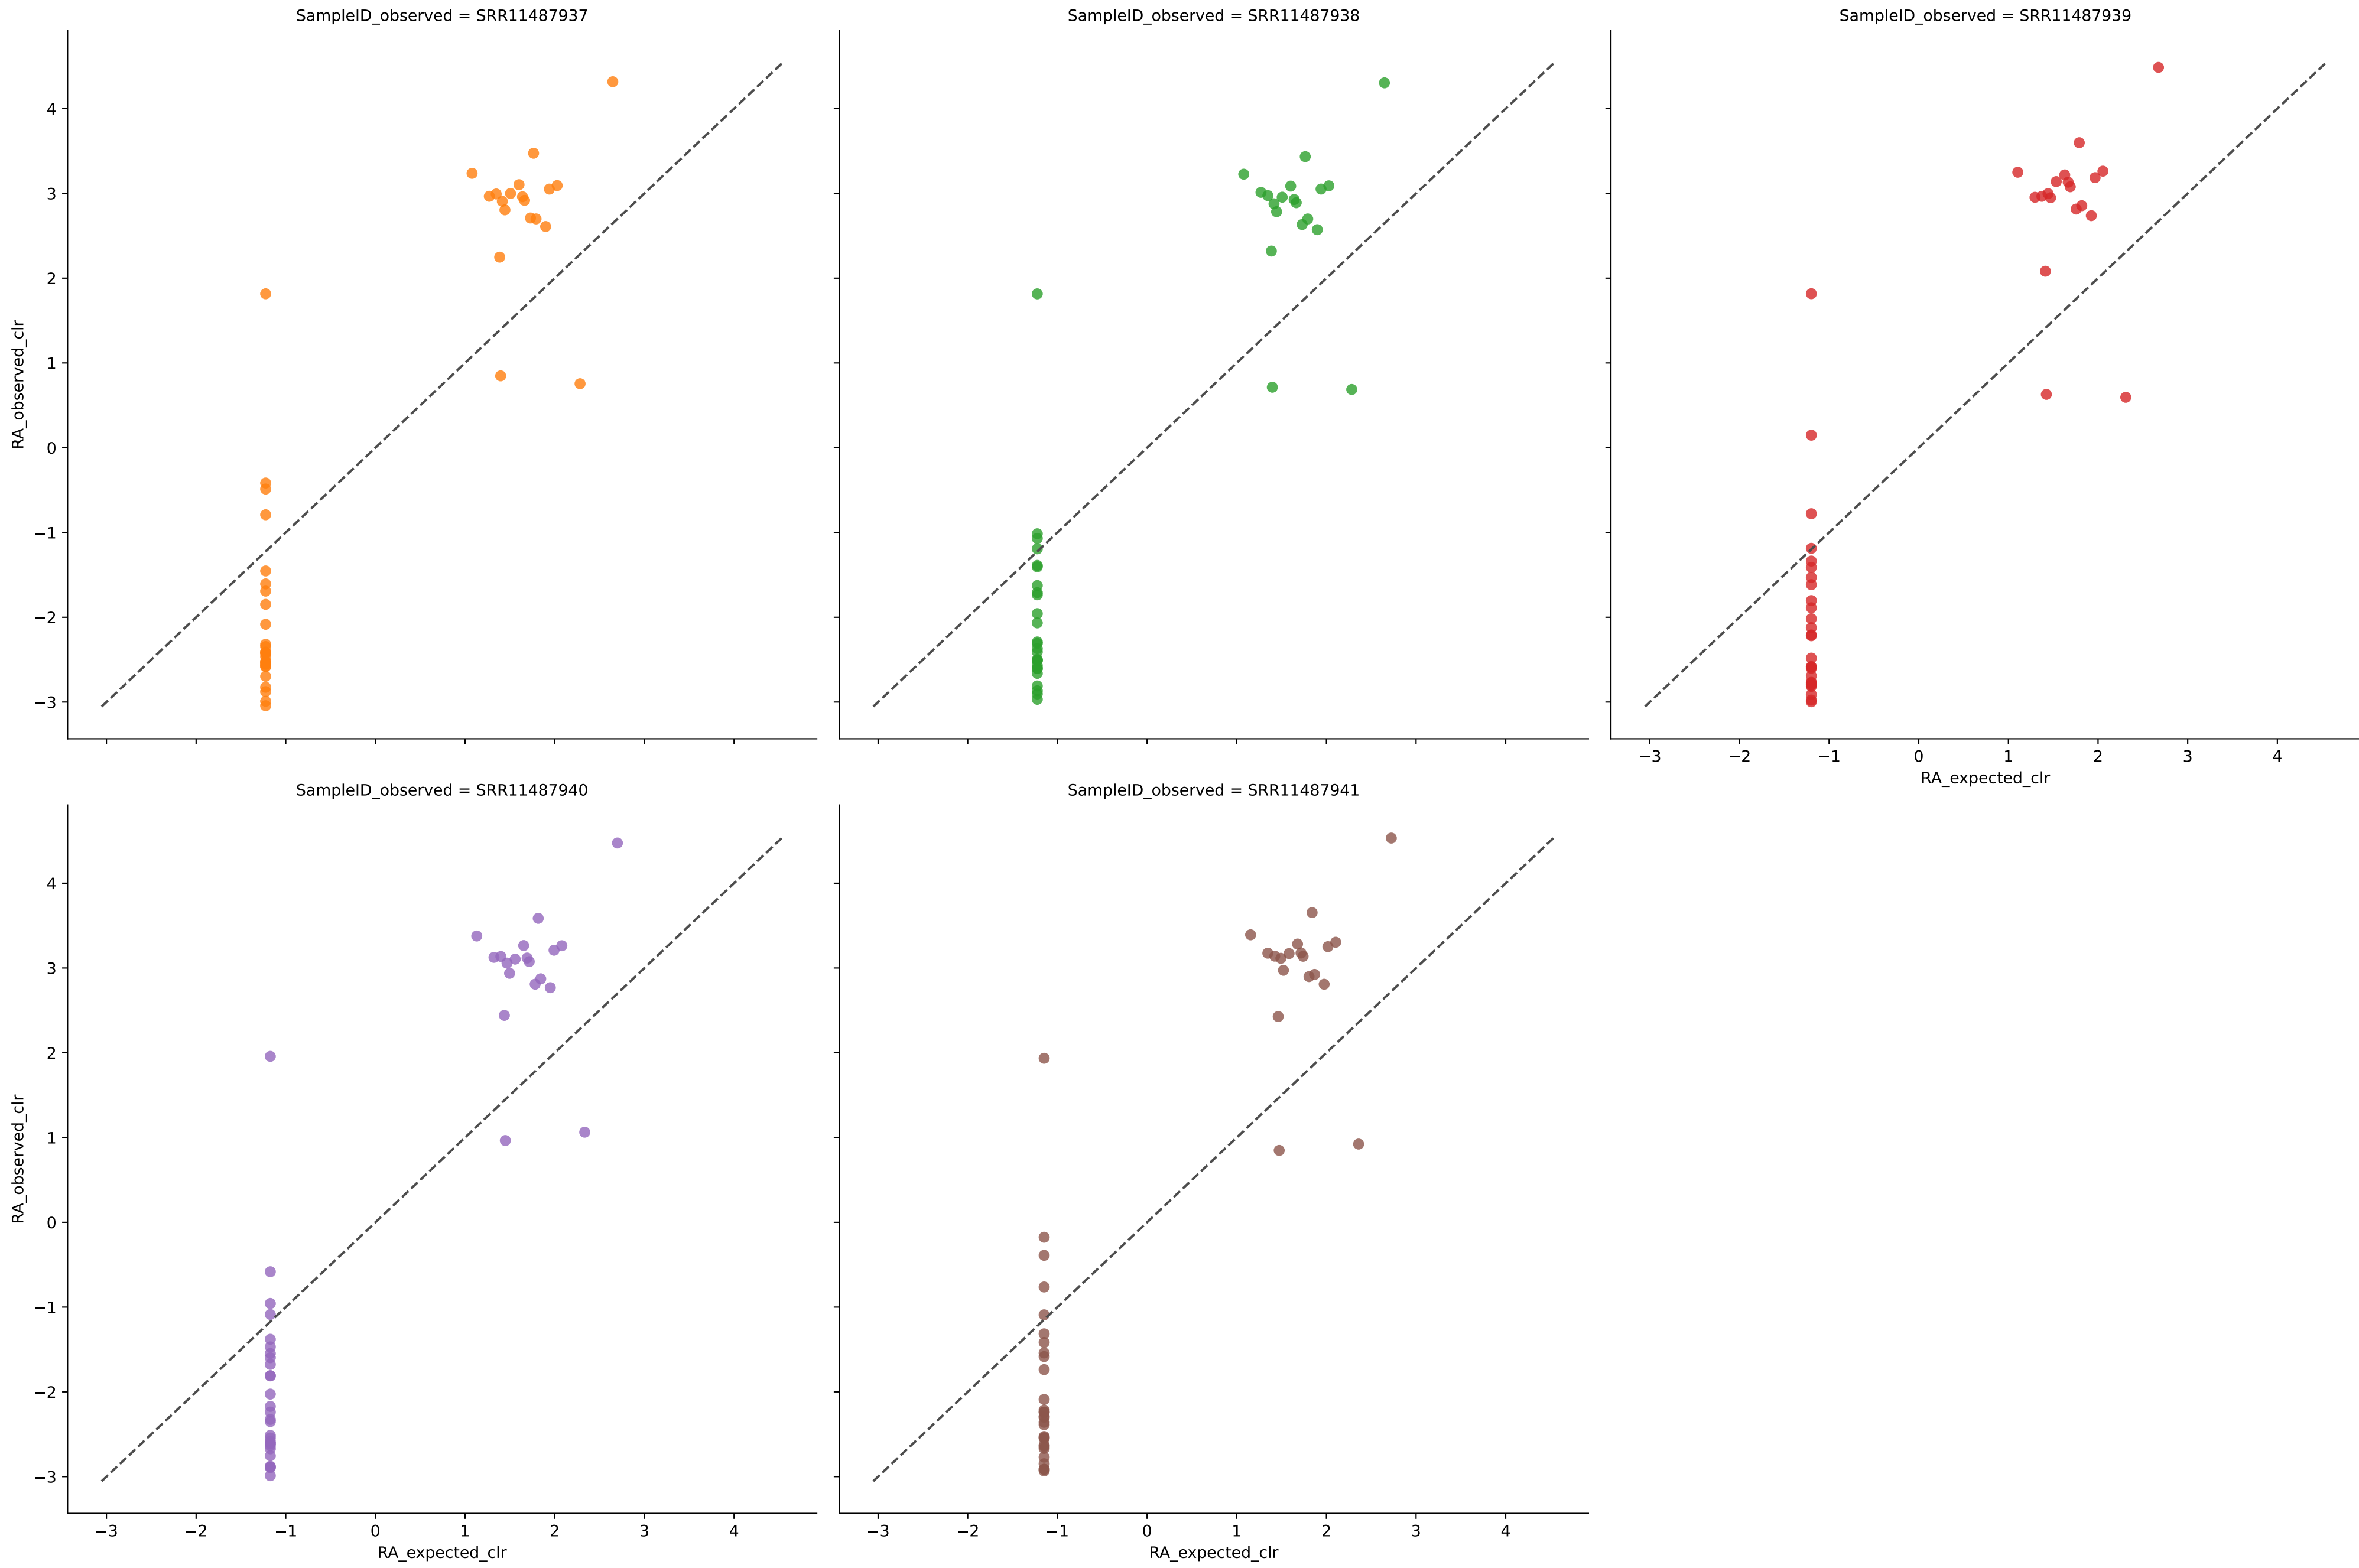 SampleID_observed = SRR11487937
SampleID_observed = SRR11487938
SampleID_observed = SRR11487939
RA_observed_clr
4
3
2
1
0
−1
−2
−3
−3 −2 −1 0 1 2 3 4
RA_expected_clr
SampleID_observed = SRR11487940
SampleID_observed = SRR11487941
RA_observed_clr
4
3
2
1
0
−1
−2
−3
−3 −2 −1 0 1 2 3 4
−3 −2 −1 0 1 2 3 4
RA_expected_clr
RA_expected_clr